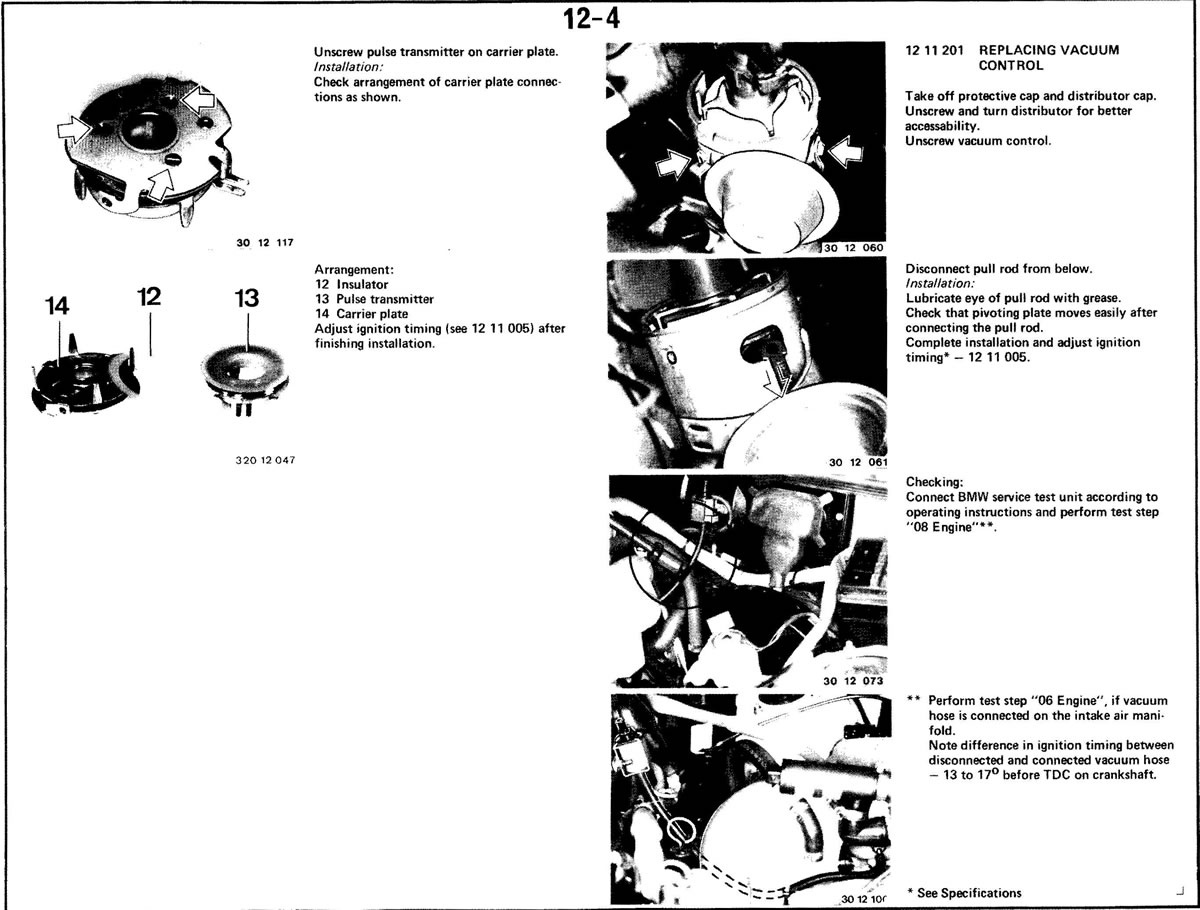 12-4
Unscrew pulse transmitter on carrier plate.
Installation:
Check arrangement of carrier plate connec-
tions as shown.
30 12 117
Arrangement:
12 Insulator
13 Pulse transmitter
14 Carrier plate
Adjust ignition timing (see 12 11 005) after
finishing installation.
14
12
13
320 12 047
12 11 201 REPLACING VACUUM
CONTROL
Take off protective cap and distributor cap.
Unscrew and turn distributor for better
accessability.
Unscrew vacuum control.
30 12 060
Disconnect pull rod from below.
Installation:
Lubricate eye of pull rod with grease.
Check that pivoting plate moves easily after
connecting the pull rod.
Complete installation and adjust ignition
timing* — 12 11 005.
30 12 061
Checking:
Connect BMW service test unit according to
operating instructions and perform test step
"08 Engine"**.
30 12 073
** Perform test step "06 Engine", if vacuum
hose is connected on the intake air mani-
fold.
Note difference in ignition timing between
disconnected and connected vacuum hose
— 13 to 17° before TDC on crankshaft.
30 12
* See Specifications